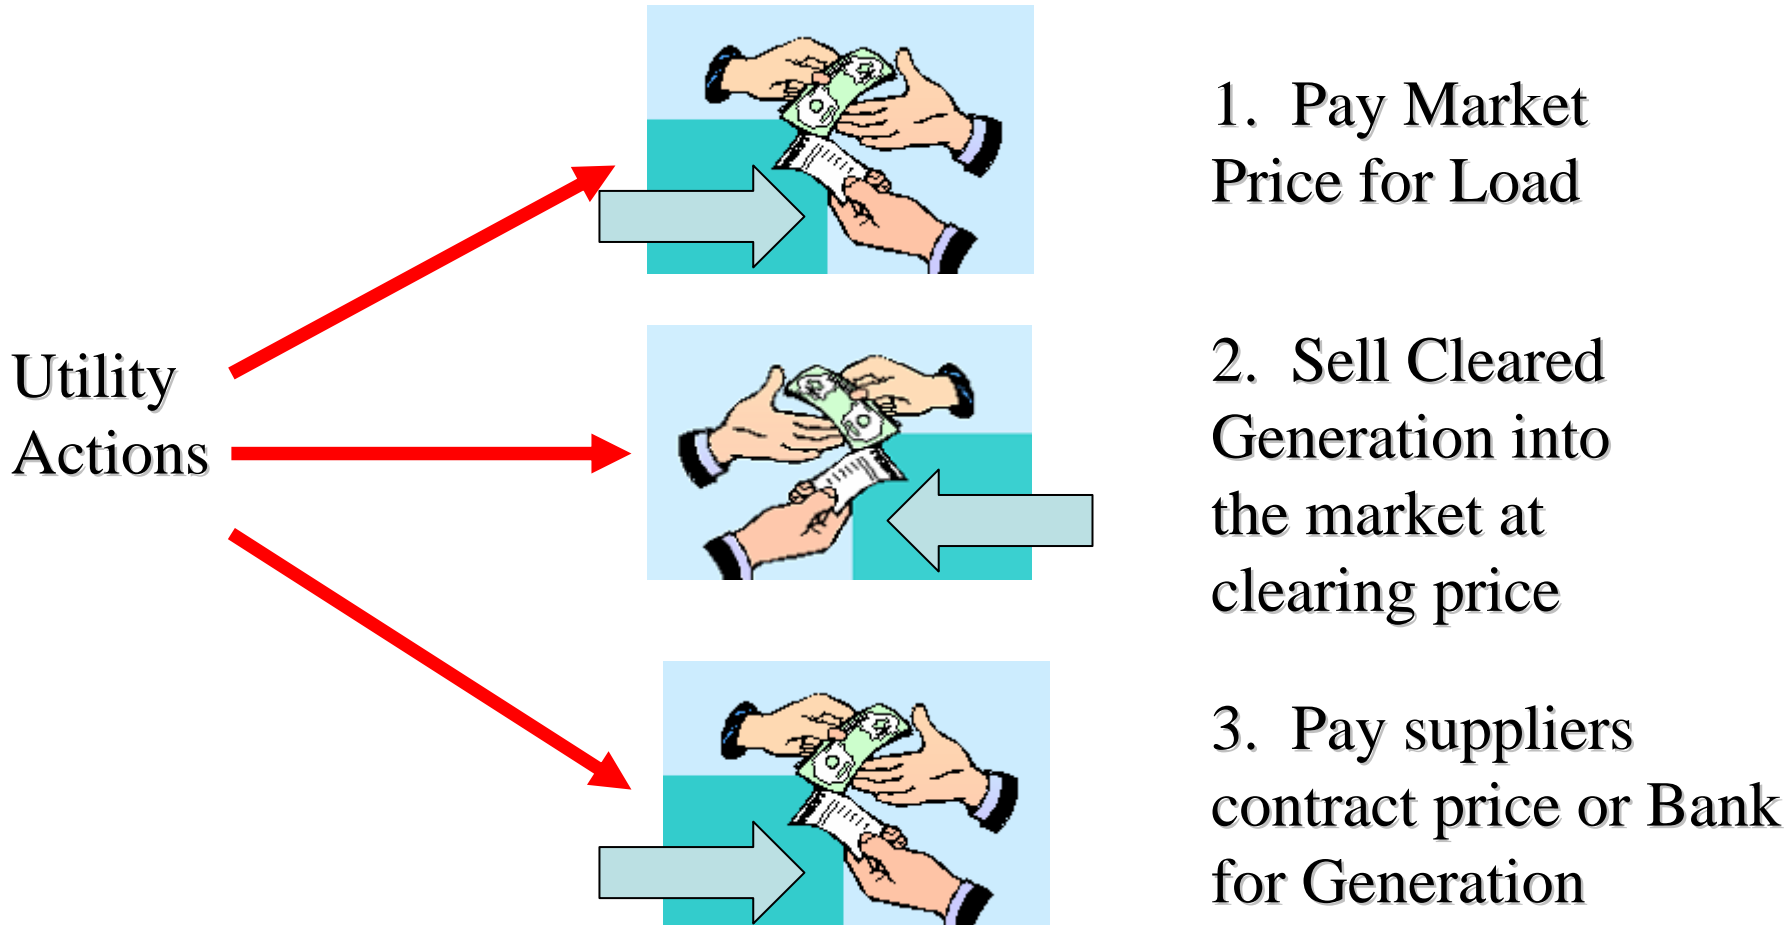 Utility
Actions
1. Pay Market
Price for Load
2. Sell Cleared
Generation into
the market at
clearing price
3. Pay suppliers
contract price or Bank
for Generation